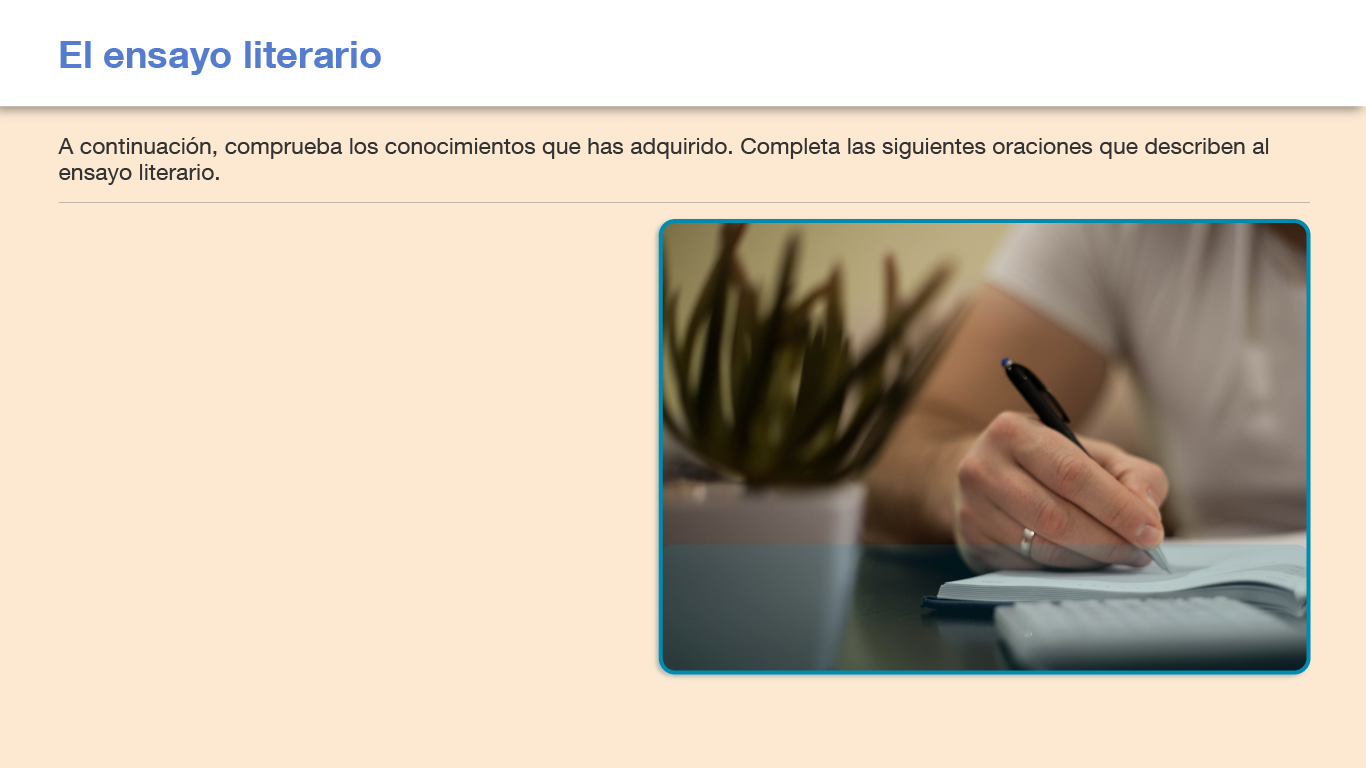 El ensayo literario
A continuación, comprueba los conocimientos que has adquirido. Completa las siguientes oraciones que describen al
ensayo literario.